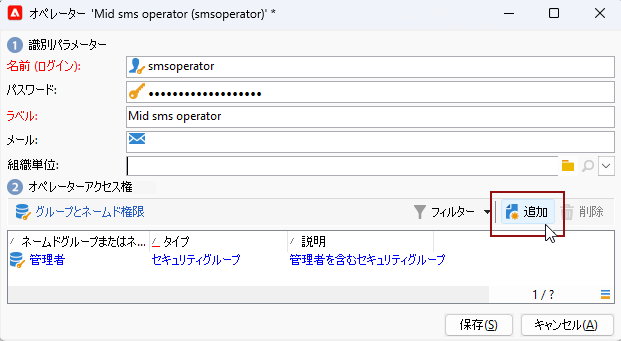 オペレーター 'Mid sms operator (smsoperator)' *
1 識別パラメーター
名前 (ログイン): smsoperator
パスワード: ●●●●●●●●●●●●●●●●●●●
ラベル: Mid sms operator
メール:
組織単位:
2 オペレーターアクセス権
グループとネームド権限 フィルター 追加 削除
ネームドグループまたはネ... タイプ 説明
管理者 セキュリティグループ 管理者を含むセキュリティグループ
1 / ?
保存(S) キャンセル(A)